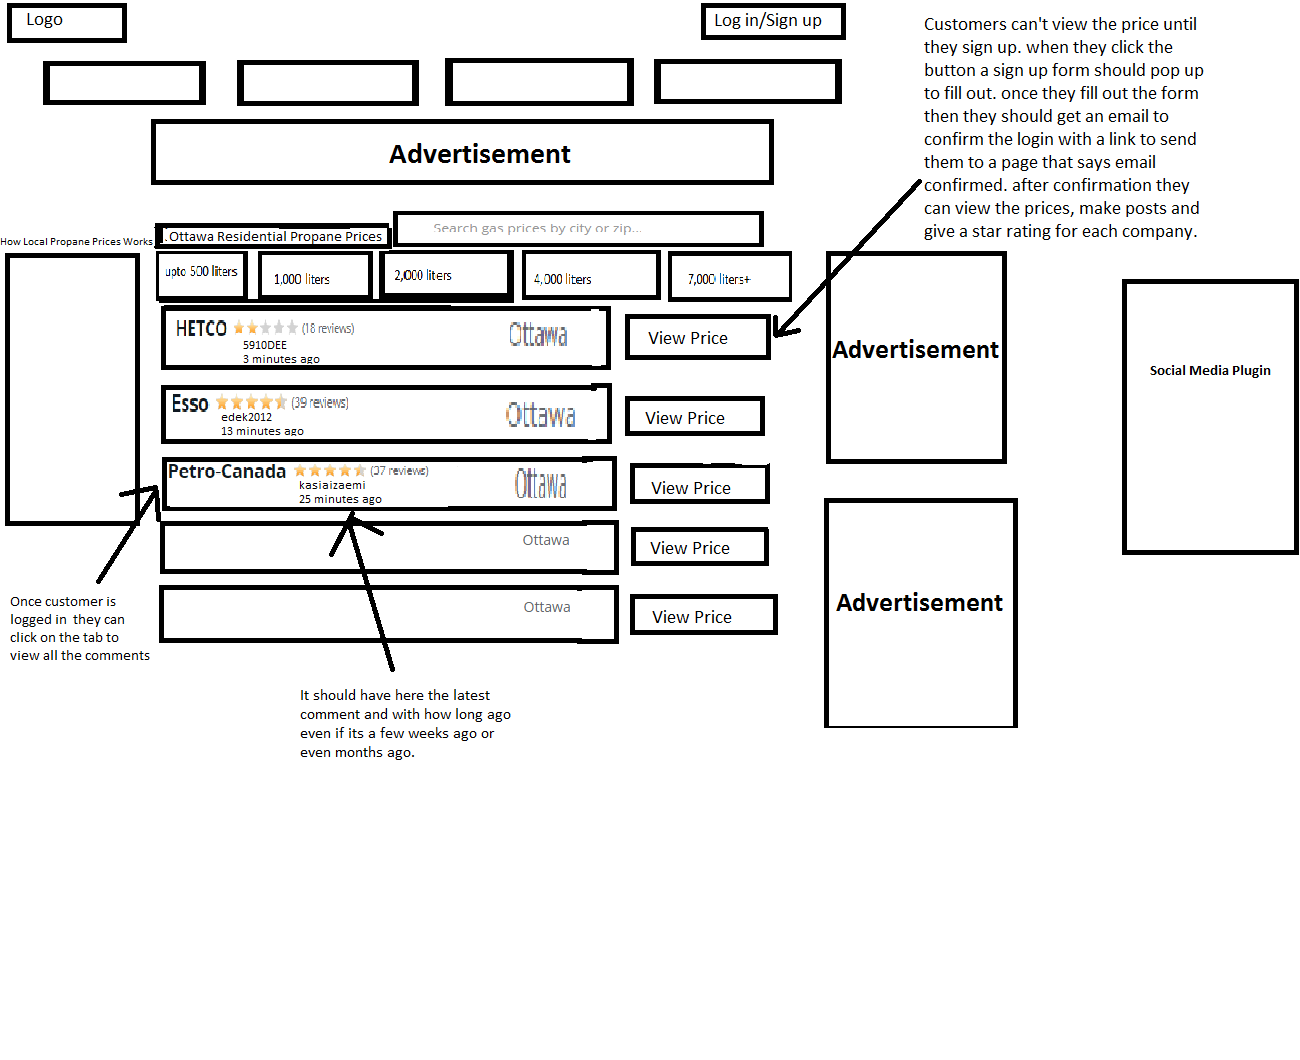 Logo
Log in/Sign up
Customers can't view the price until
they sign up. when they click the
button a sign up form should pop up
to fill out. once they fill out the form
then they should get an email to
confirm the login with a link to send
them to a page that says email
confirmed. after confirmation they
can view the prices, make posts and
give a star rating for each company.
Advertisement
How Local Propane Prices Works
Ottawa Residential Propane Prices
Search gas prices by city or zip...
upto 500 liters
1,000 liters
2,000 liters
4,000 liters
7,000 liters+
HETCO (18 reviews)
5910DEE
3 minutes ago
Ottawa
View Price
Esso (39 reviews)
edek2012
13 minutes ago
Ottawa
View Price
Petro-Canada (37 reviews)
kasiaizaemi
25 minutes ago
Ottawa
View Price
Ottawa
View Price
Ottawa
View Price
Advertisement
Advertisement
Social Media Plugin
Once customer is
logged in they can
click on the tab to
view all the comments
It should have here the latest
comment and with how long ago
even if its a few weeks ago or
even months ago.